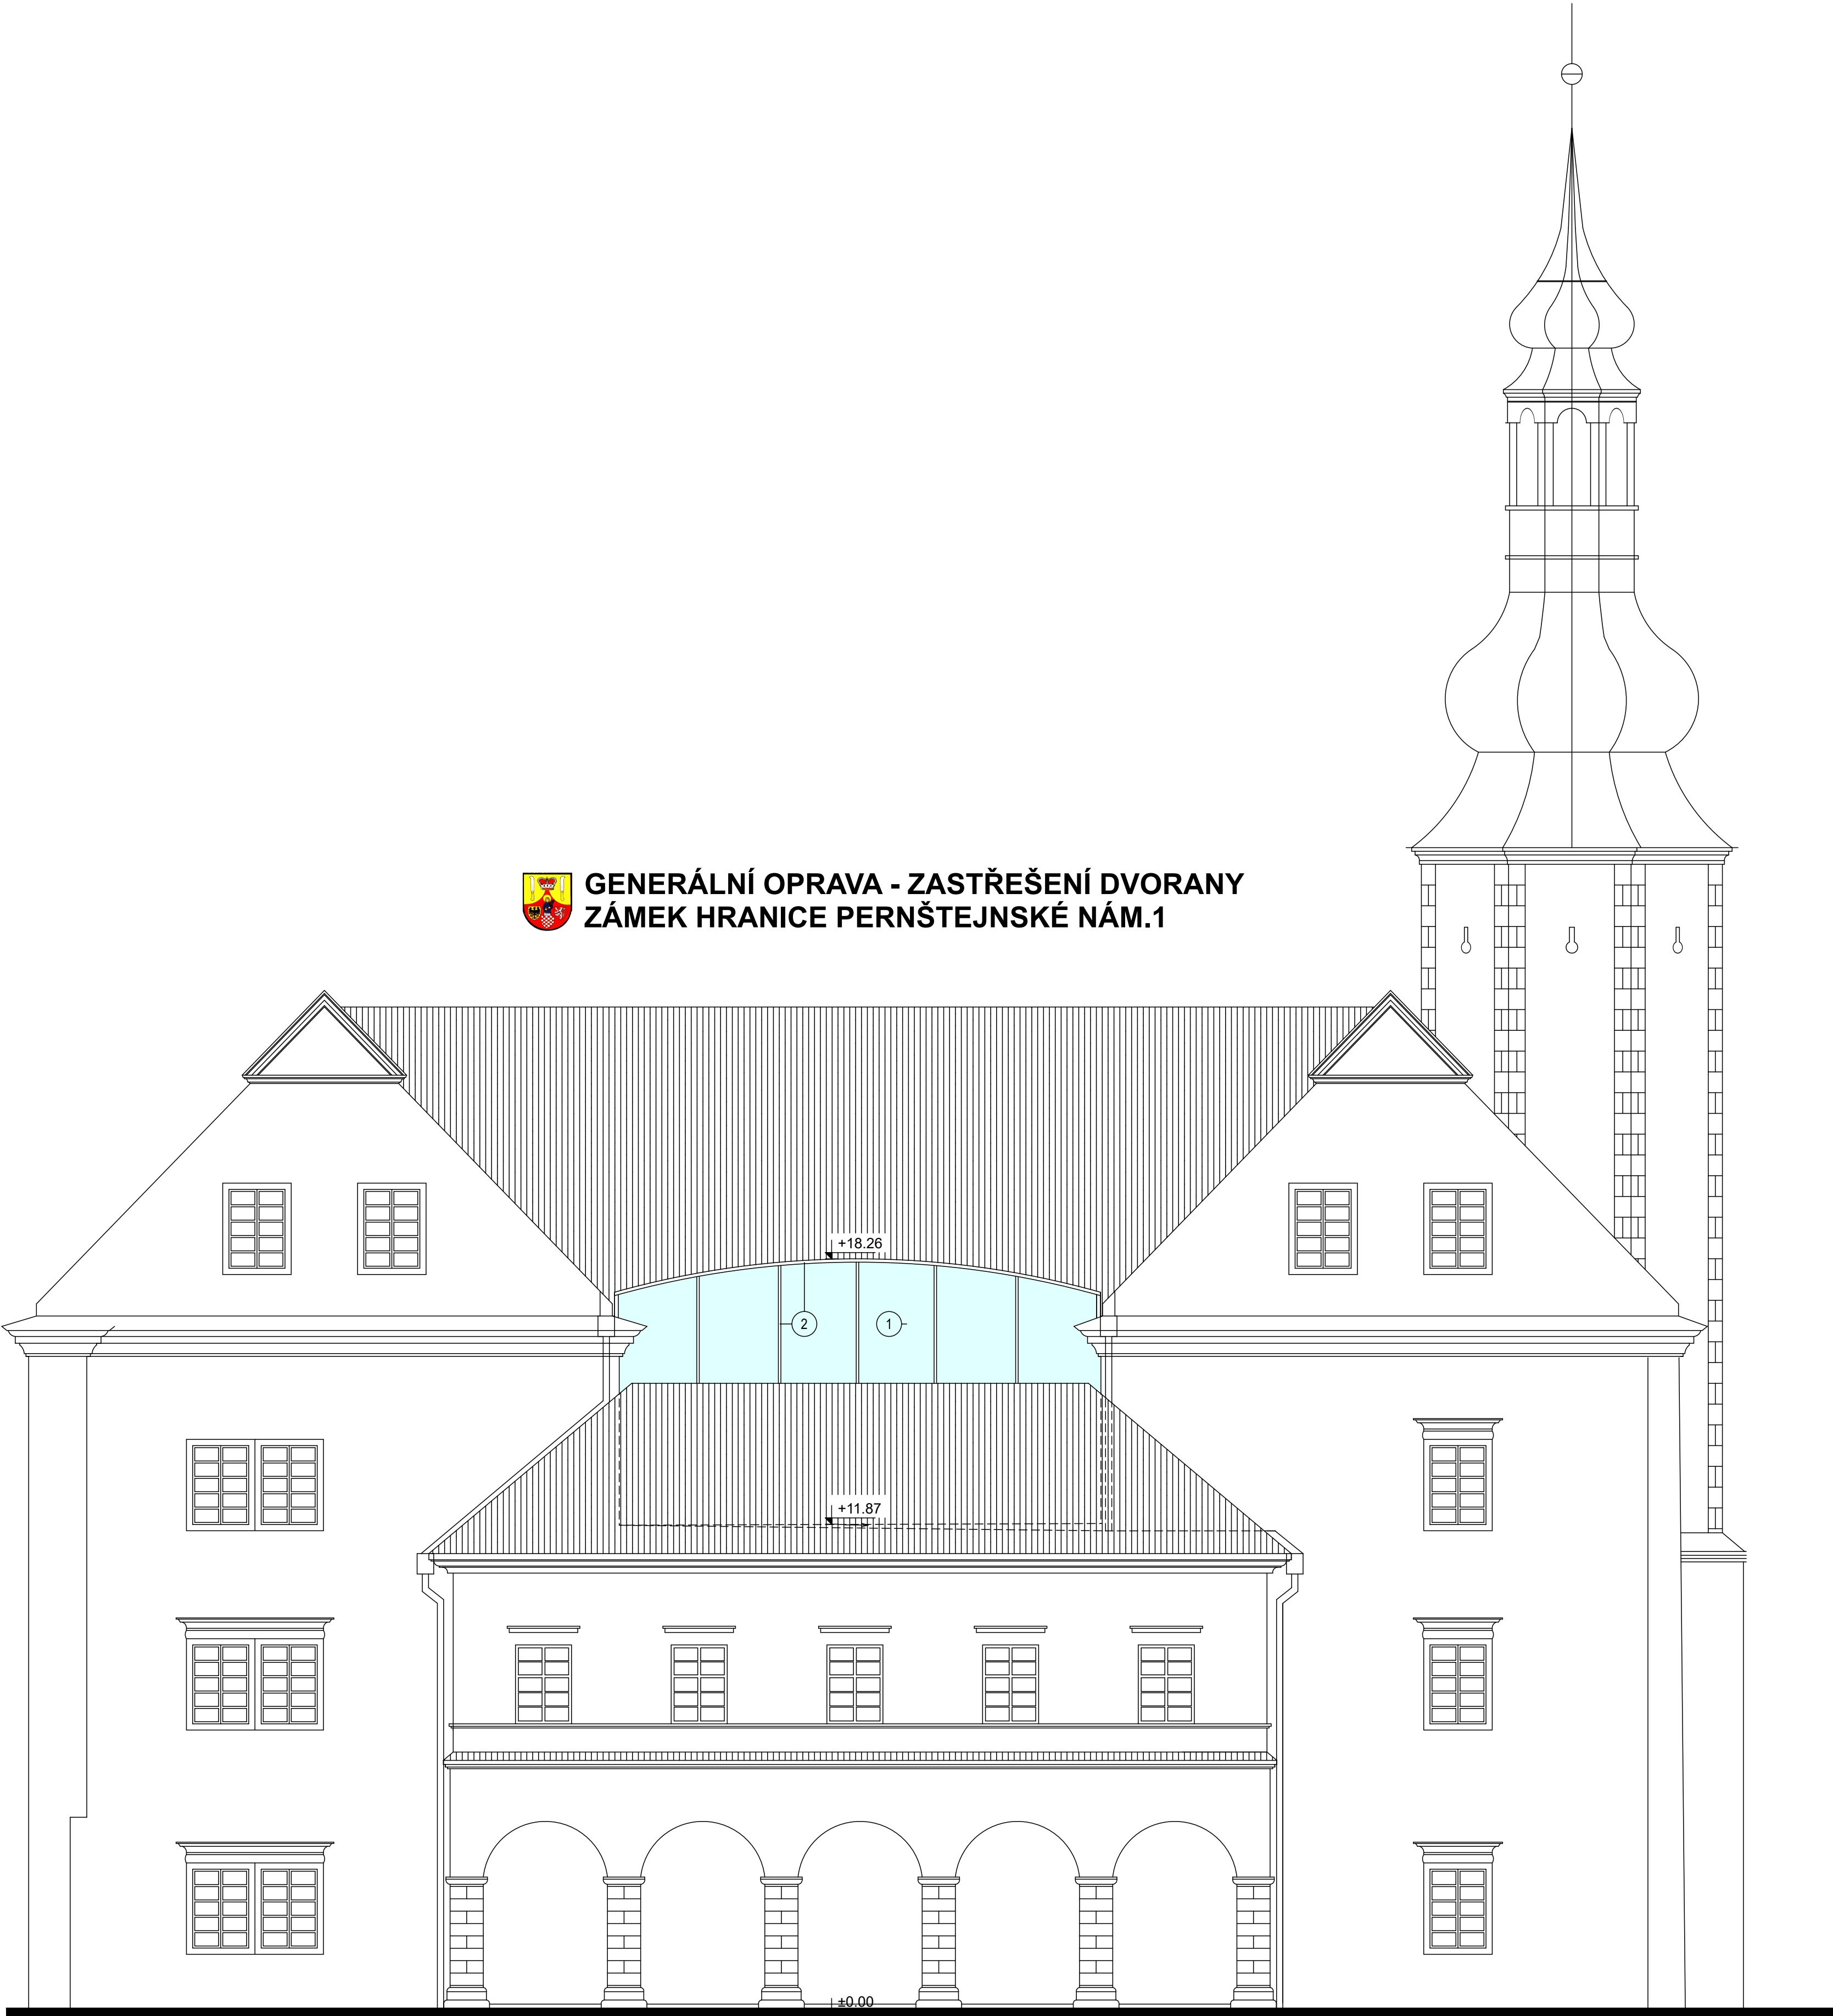 GENERÁLNÍ OPRAVA - ZASTŘEŠENÍ DVORANY
ZÁMEK HRANICE PERNŠTEJNSKÉ NÁM.1
+18.26
2
1
+11.87
±0.00